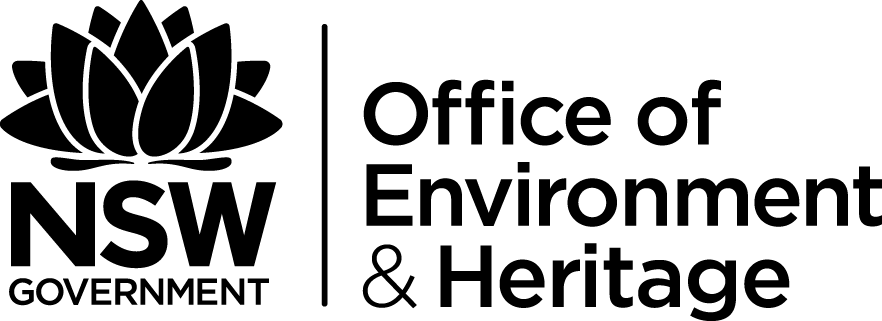 NSW
GOVERNMENT
Office of
Environment
& Heritage